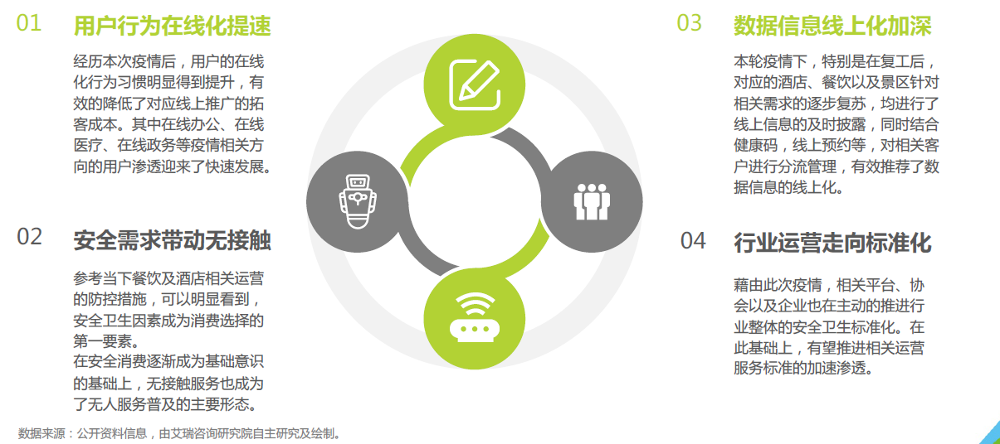 01 用户行为在线化提速
经历本次疫情后，用户的在线
化行为习惯明显得到提升，有
效的降低了对应线上推广的拓
客成本。其中在线办公、在线
医疗、在线政务等疫情相关方
向的用户渗透迎来了快速发展。
02 安全需求带动无接触
参考当下餐饮及酒店相关运营
的防控措施，可以明显看到，
安全卫生因素成为消费选择的
第一要素。
在安全消费逐渐成为基础意识
的基础上，无接触服务也成为
了无人服务普及的主要形态。
03 数据信息线上化加深
本轮疫情下，特别是在复工后，
对应的酒店、餐饮以及景区针对
相关需求的逐步复苏，均进行了
线上信息的及时披露，同时结合
健康码，线上预约等，对相关客
户进行分流管理，有效推荐了数
据信息的线上化。
04 行业运营走向标准化
藉由此次疫情，相关平台、协
会以及企业也在主动的推进行
业整体的安全卫生标准化。在
此基础上，有望推进相关运营
服务标准的加速渗透。
数据来源：公开资料信息，由艾瑞咨询研究院自主研究及绘制。